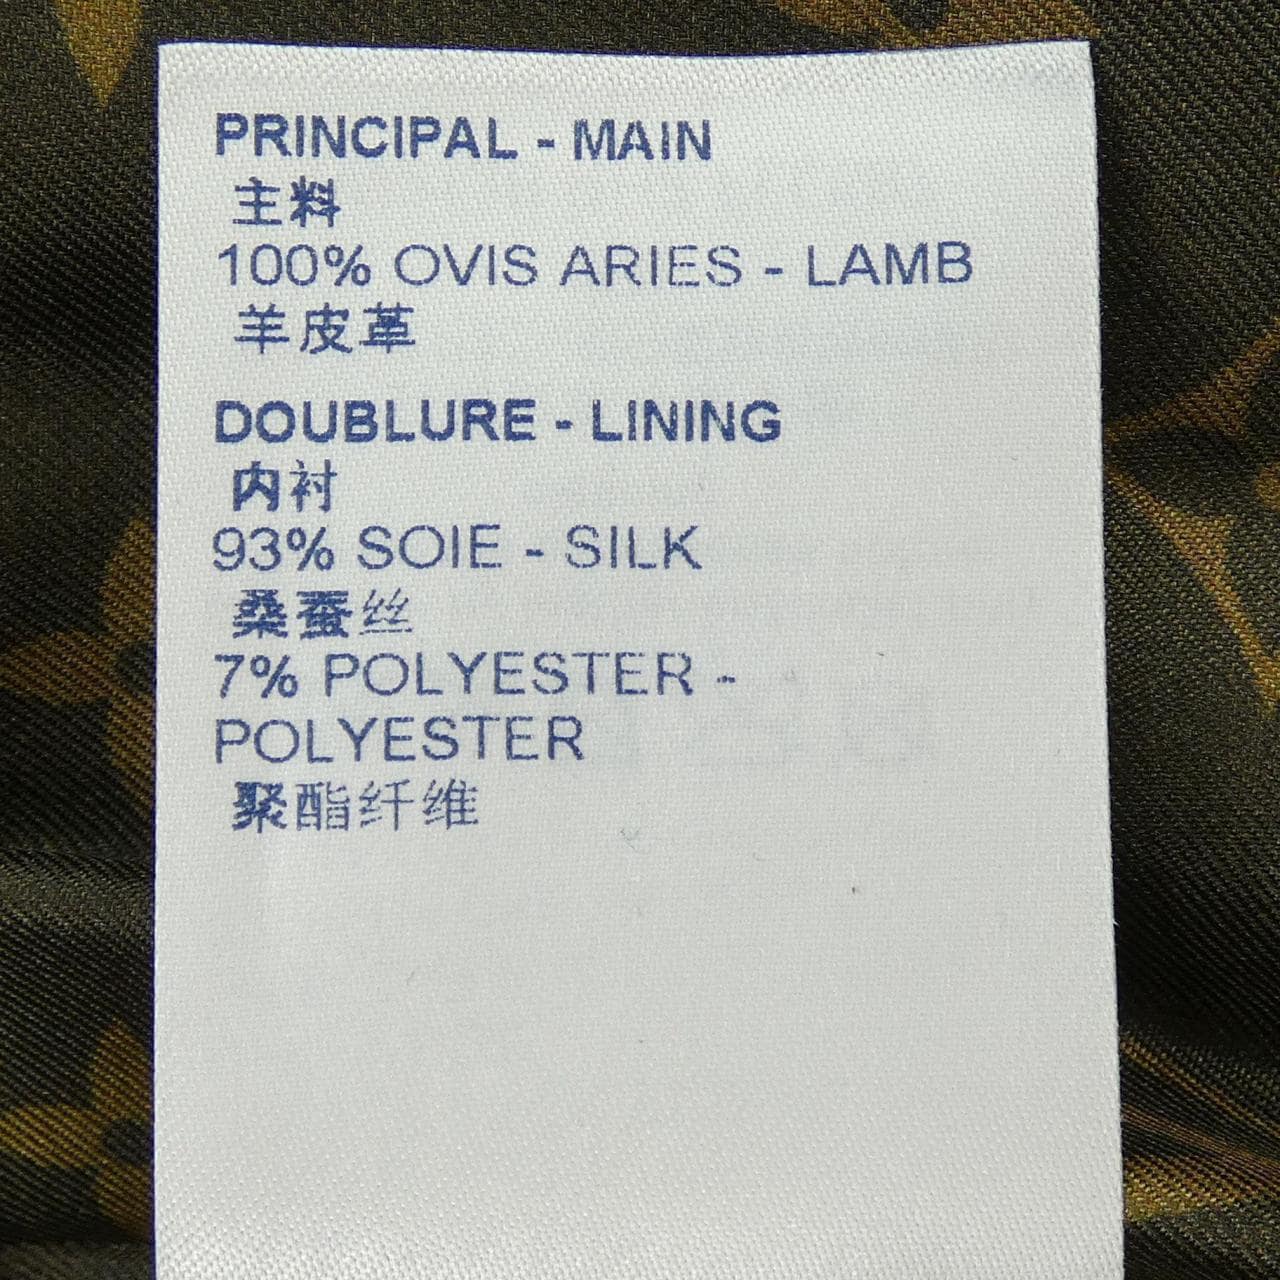 PRINCIPAL - MAIN
主料
100% OVIS ARIES - LAMB
羊皮革
DOUBLURE - LINING
内衬
93% SOIE - SILK
桑蚕丝
7% POLYESTER -
POLYESTER
聚酯纤维